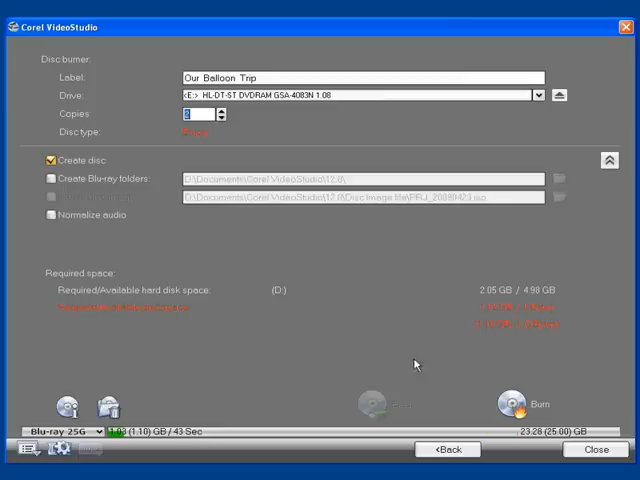 Corel VideoStudio
Disc burner:
Label: Our Balloon Trip
Drive: <E:> HL-DT-ST DVDRAM GSA-4083N 1.08
Copies: 2
Disc type:
Create disc
Create Blu-ray folders: D:\Documents\Corel VideoStudio\12.0\
Normalize audio
Required space:
Required/Available hard disk space: (D:) 2.05 GB / 4.98 GB
Burn
Blu-ray 25G 1.03 (1.10) GB / 43 Sec 23.28 (25.00) GB
<Back Close